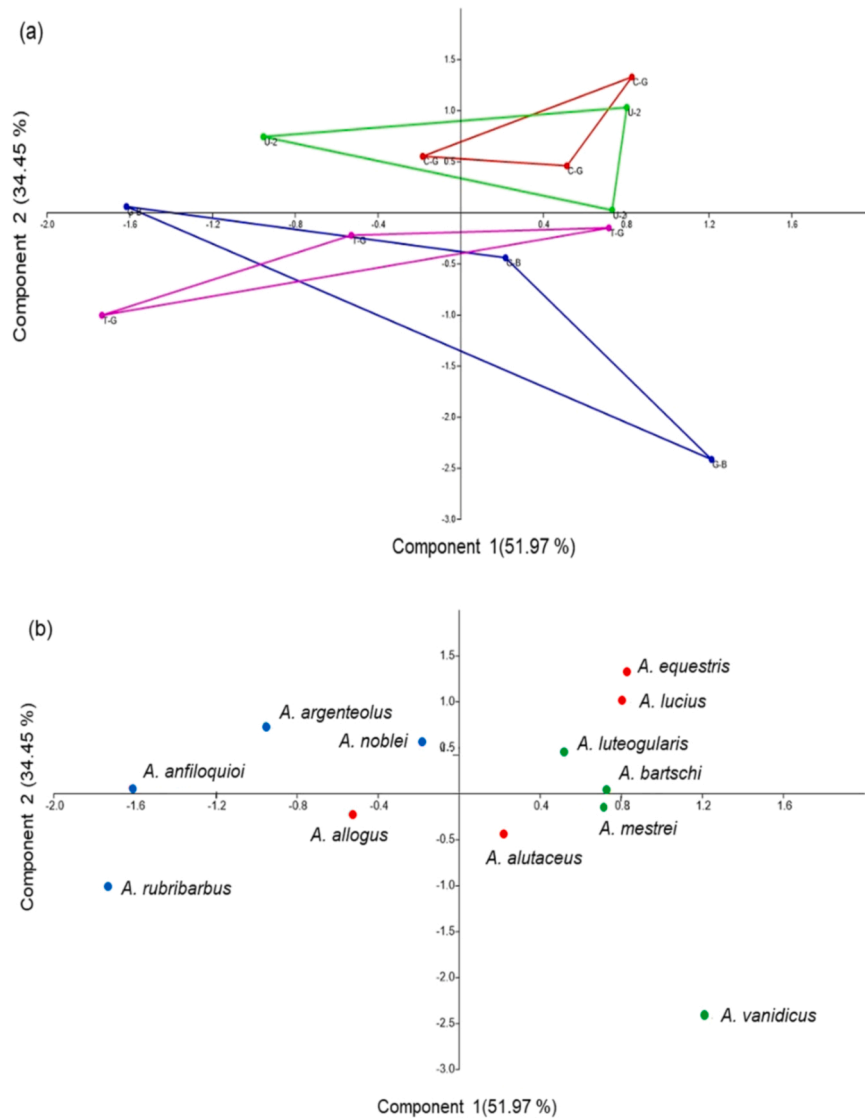 (a)
Component 2 (34.45 %)
1.5
C-G
1.0
U-2
U-2
C-G
0.5
C-G
U-2
-2.0
-1.6
-1.2
-0.8
-0.4
0.4
0.8
1.2
1.6
2.0
T-G
T-G
G-B
-0.5
T-G
-1.0
-1.5
-2.0
G-B
-2.5
-3.0
Component 1(51.97 %)
(b)
Component 2 (34.45 %)
1.5
A. equestris
1.0
A. lucius
A. argenteolus
A. noblei
0.5
A. luteogularis
A. anfiloquioi
A. bartschi
-2.0
-1.6
-1.2
-0.8
-0.4
0.4
0.8
1.2
1.6
2.0
A. allogus
A. mestrei
-0.5
A. alutaceus
A. rubribarbus
-1.0
-1.5
-2.0
A. vanidicus
-2.5
-3.0
Component 1(51.97 %)